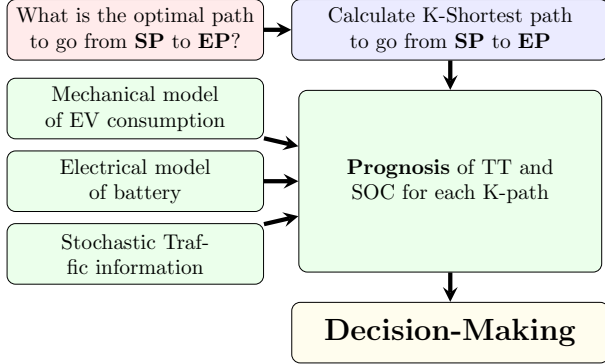 What is the optimal path
to go from SP to EP?
Calculate K-Shortest path
to go from SP to EP
Mechanical model
of EV consumption
Electrical model
of battery
Stochastic Traf-
fic information
Prognosis of TT and
SOC for each K-path
Decision-Making